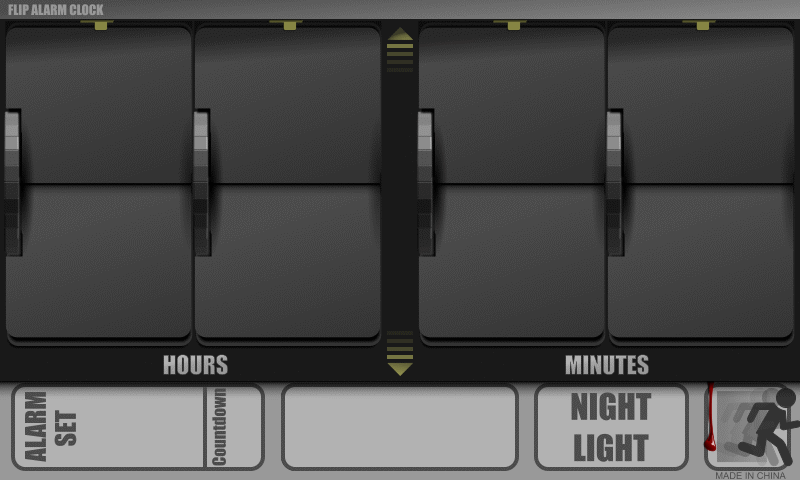 FLIP ALARM CLOCK
HOURS
MINUTES
ALARM
SET
Countdown
NIGHT
LIGHT
MADE IN CHINA